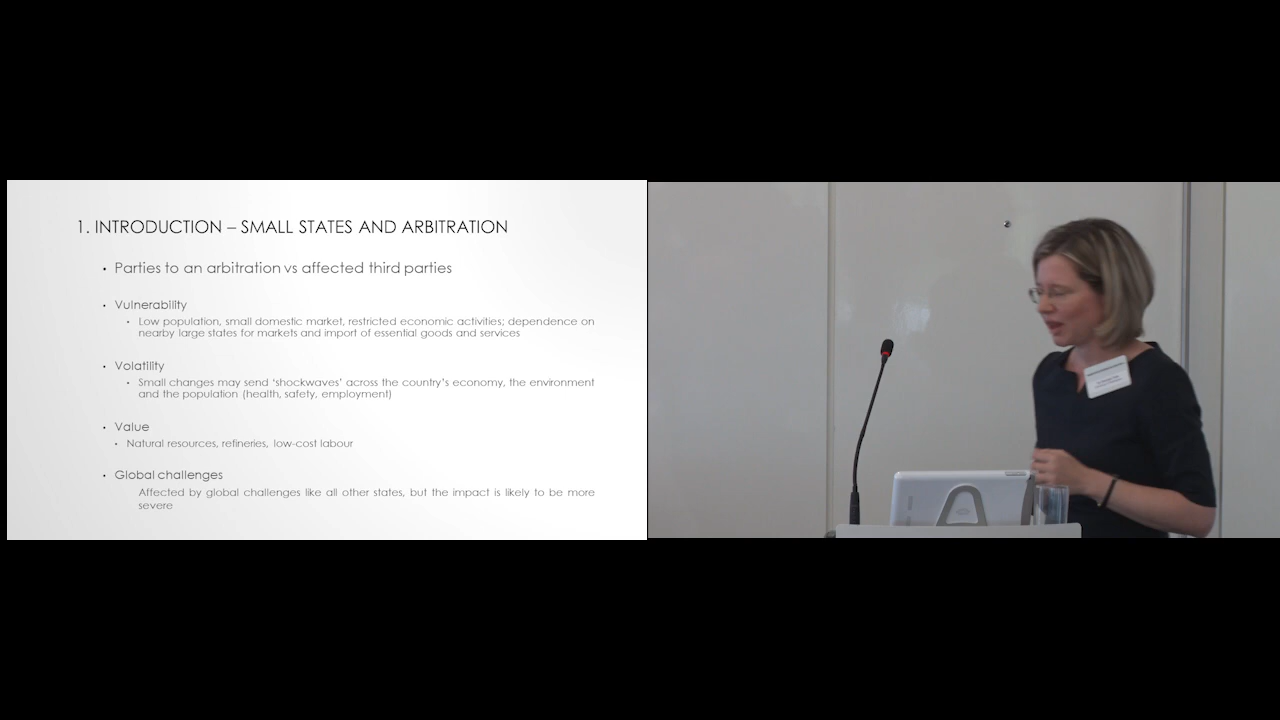 1. INTRODUCTION – SMALL STATES AND ARBITRATION
• Parties to an arbitration vs affected third parties
• Vulnerability
• Low population, small domestic market, restricted economic activities; dependence on
nearby large states for markets and import of essential goods and services
• Volatility
• Small changes may send ‘shockwaves’ across the country’s economy, the environment
and the population (health, safety, employment)
• Value
• Natural resources, refineries, low-cost labour
• Global challenges
Affected by global challenges like all other states, but the impact is likely to be more
severe